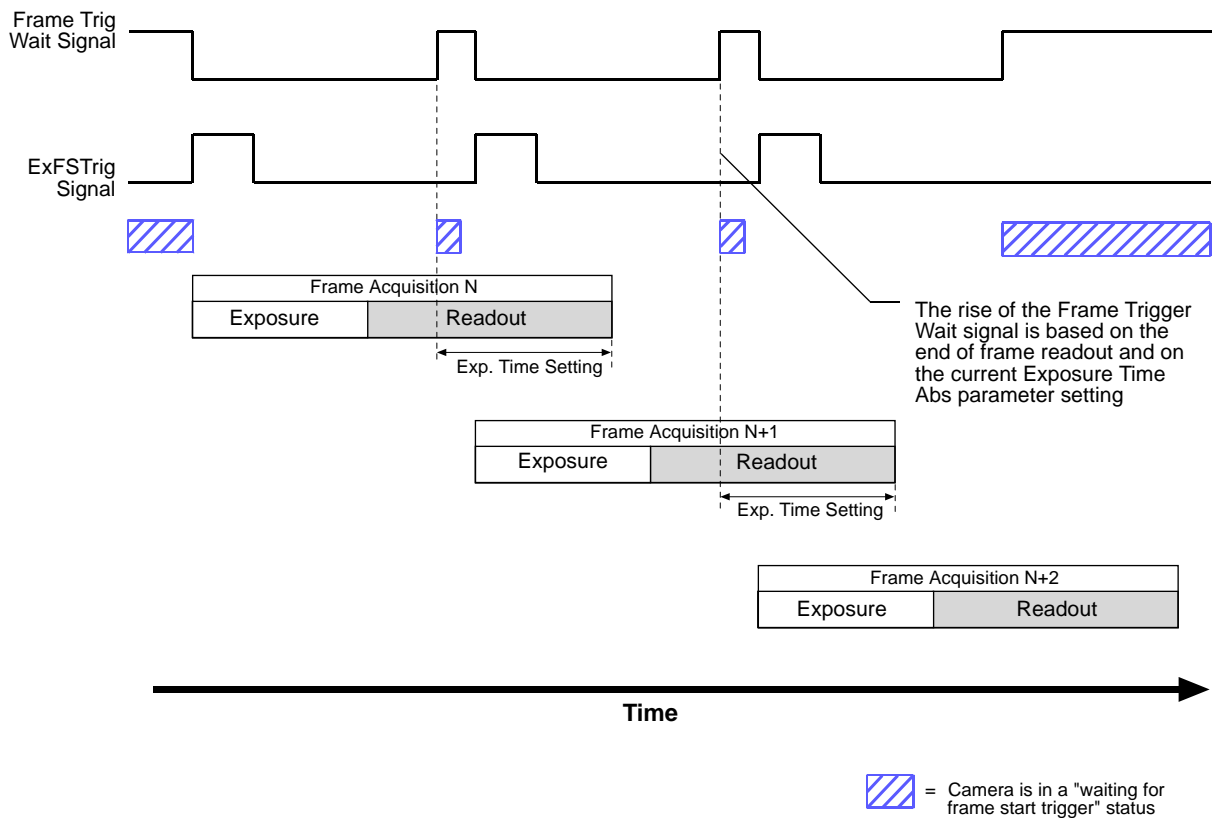 Frame Trig
Wait Signal
ExFSTrig
Signal
Frame Acquisition N
Exposure
Readout
Exp. Time Setting
The rise of the Frame Trigger
Wait signal is based on the
end of frame readout and on
the current Exposure Time
Abs parameter setting
Frame Acquisition N+1
Exposure
Readout
Exp. Time Setting
Frame Acquisition N+2
Exposure
Readout
Time
= Camera is in a "waiting for
frame start trigger" status